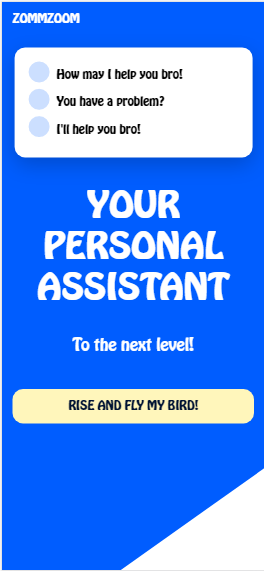 ZOMMZOOM
How may I help you bro!
You have a problem?
I'll help you bro!
YOUR
PERSONAL
ASSISTANT
To the next level!
RISE AND FLY MY BIRD!